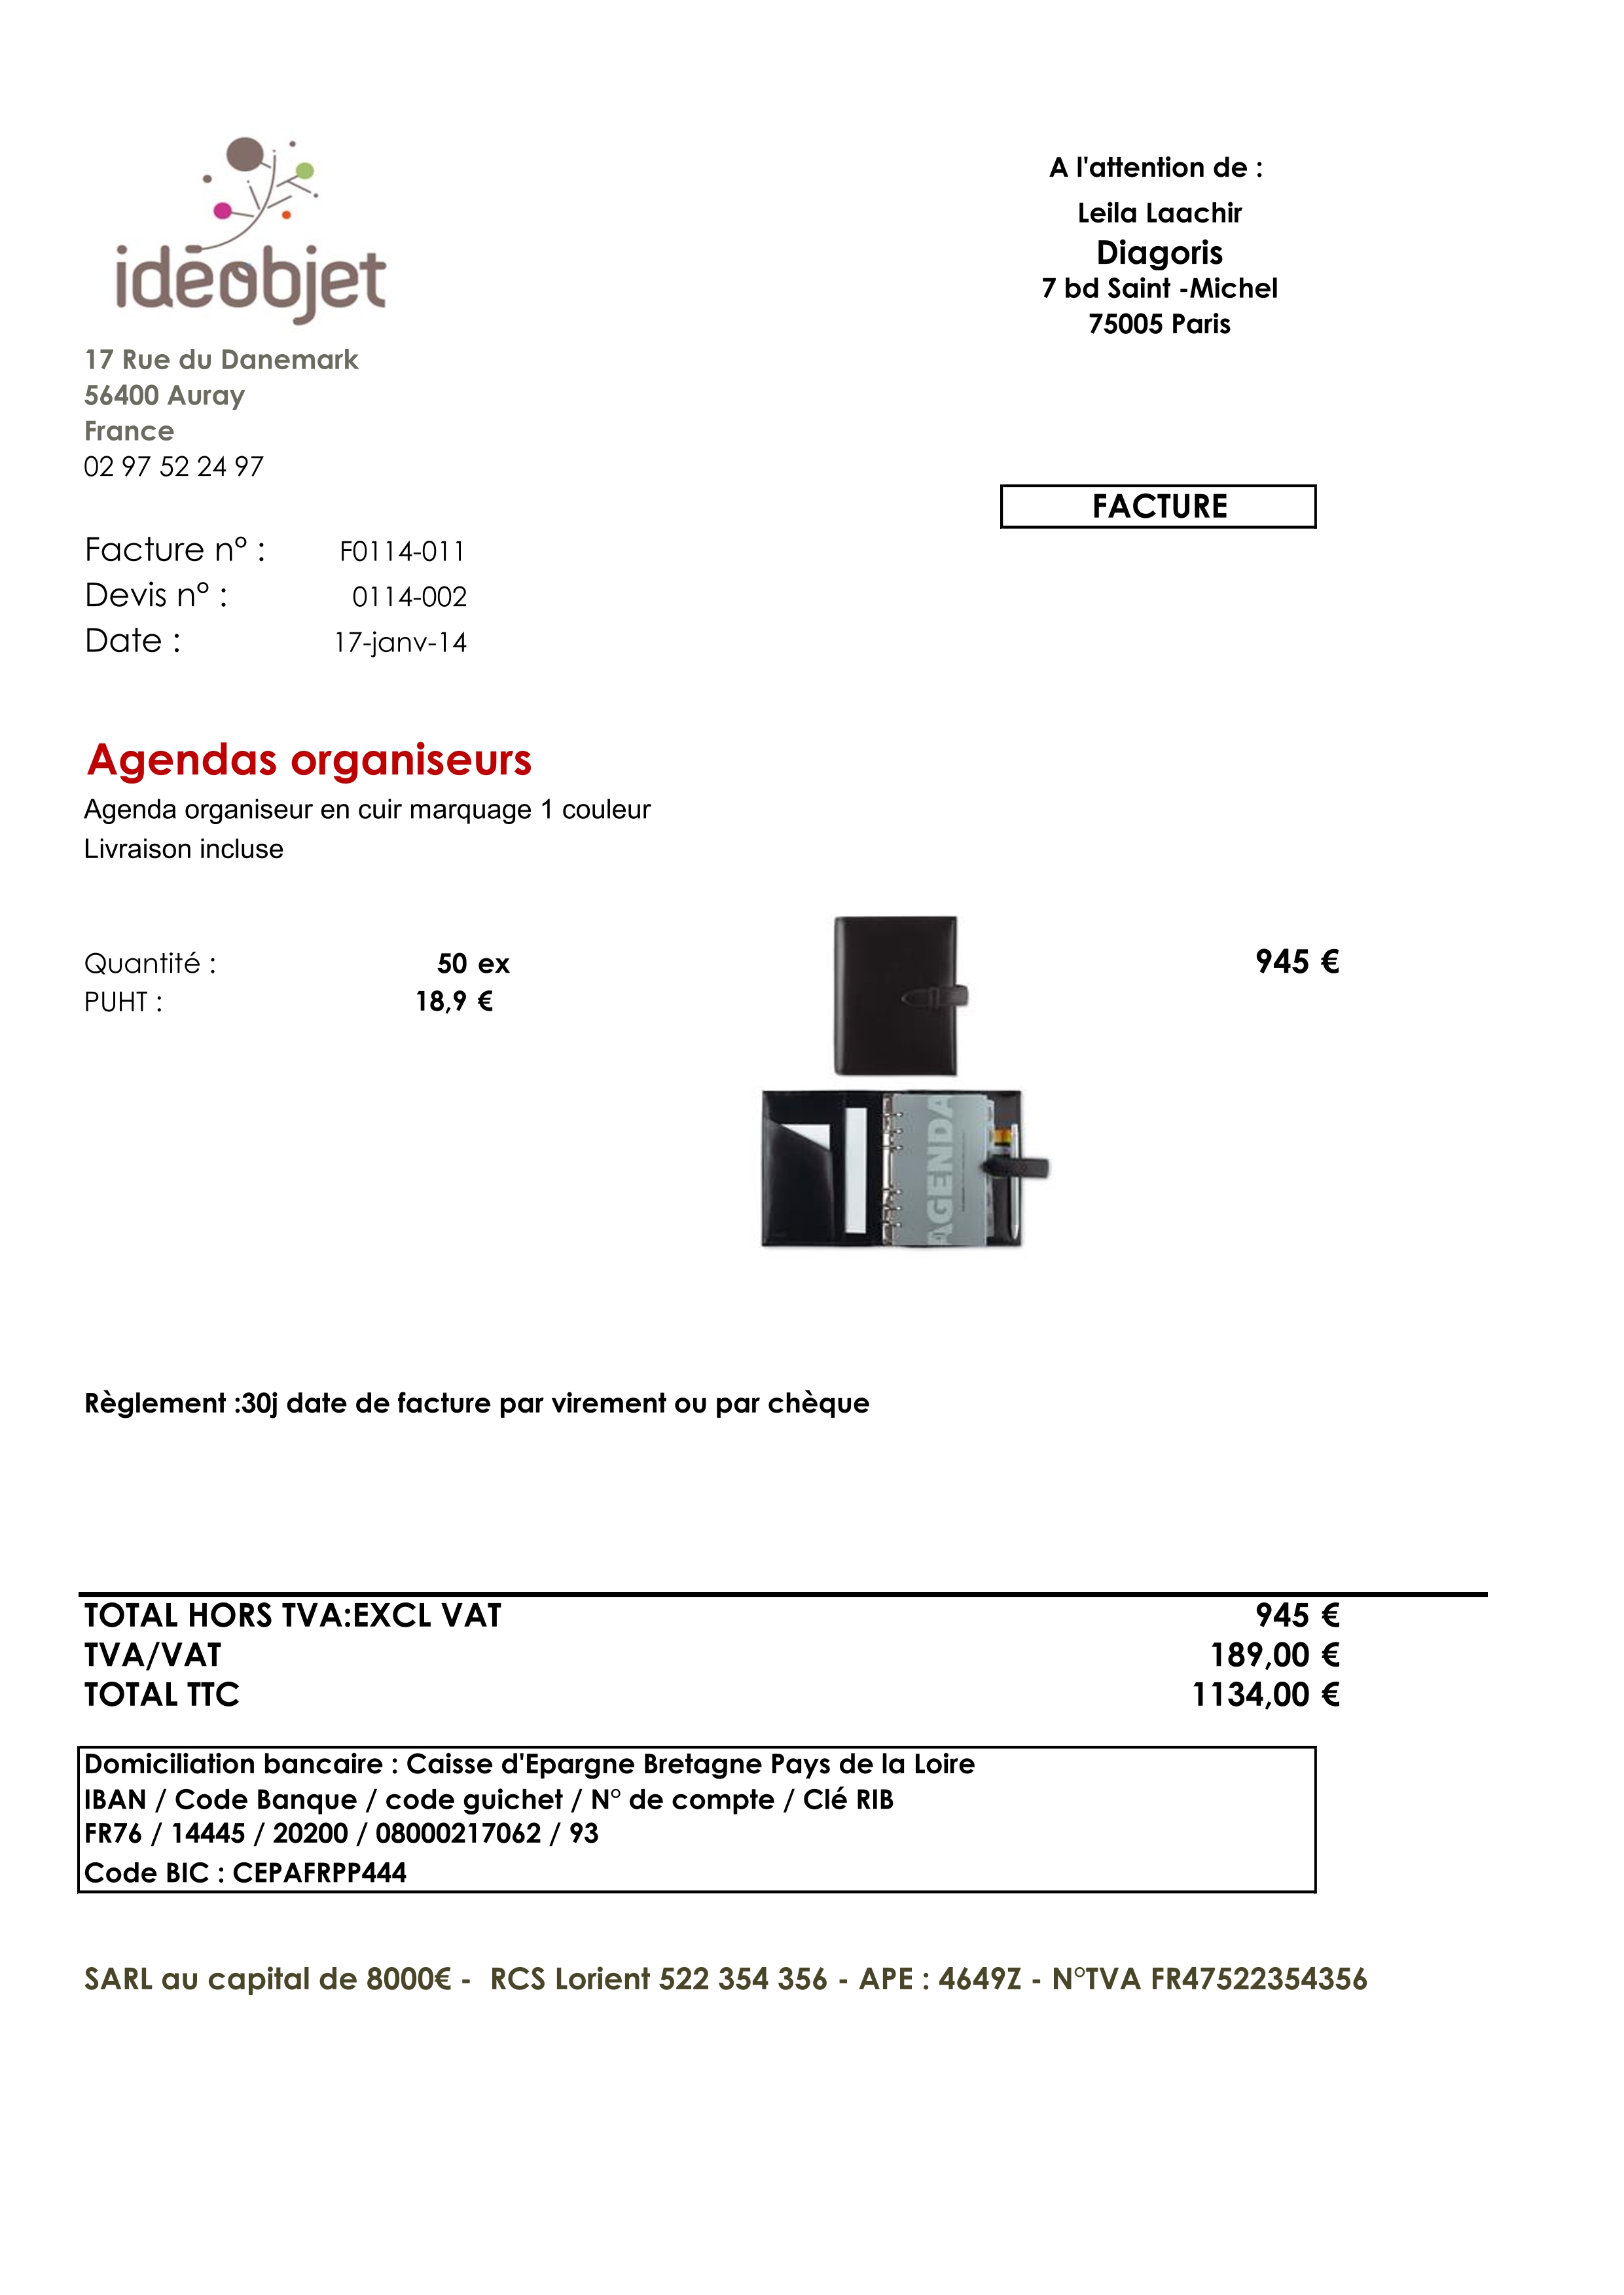 idéobjet
17 Rue du Danemark
56400 Auray
France
02 97 52 24 97
A l'attention de :
Leila Laachir
Diagoris
7 bd Saint -Michel
75005 Paris
FACTURE
Facture n° : F0114-011
Devis n° : 0114-002
Date : 17-janv-14
Agendas organiseurs
Agenda organiseur en cuir marquage 1 couleur
Livraison incluse
Quantité : 50 ex 945 €
PUHT : 18,9 €
AGENDA
Règlement :30j date de facture par virement ou par chèque
TOTAL HORS TVA:EXCL VAT 945 €
TVA/VAT 189,00 €
TOTAL TTC 1134,00 €
Domiciliation bancaire : Caisse d'Epargne Bretagne Pays de la Loire
IBAN / Code Banque / code guichet / N° de compte / Clé RIB
FR76 / 14445 / 20200 / 08000217062 / 93
Code BIC : CEPAFRPP444
SARL au capital de 8000€ - RCS Lorient 522 354 356 - APE : 4649Z - N°TVA FR47522354356